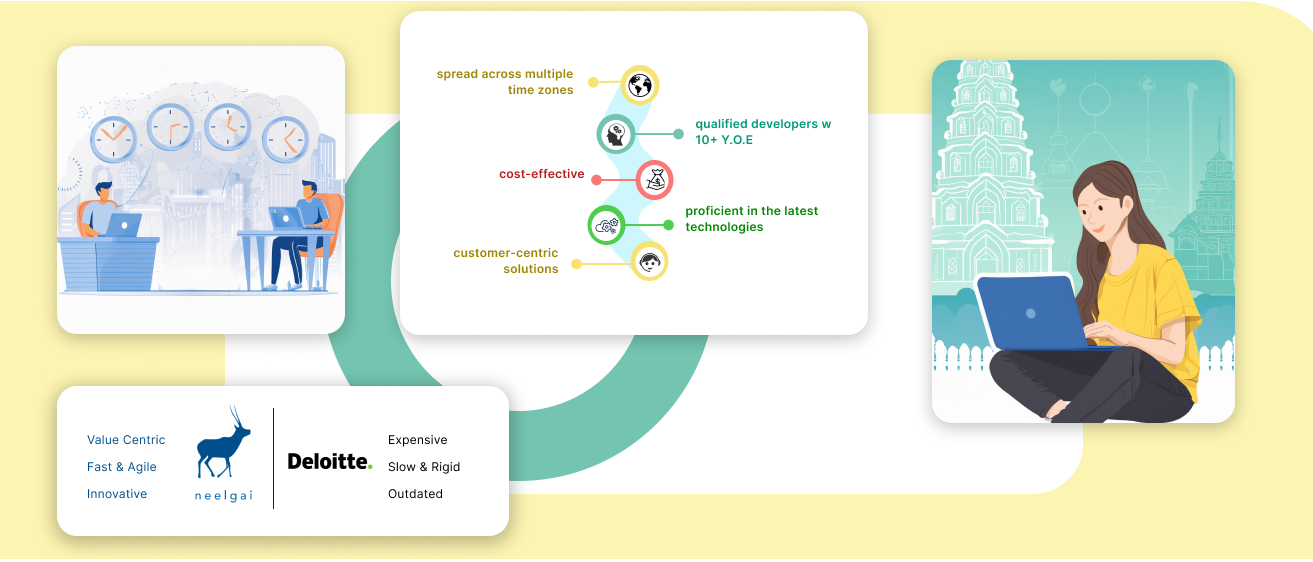 spread across multiple
time zones
qualified developers w
10+ Y.O.E
cost-effective
proficient in the latest
technologies
customer-centric
solutions
Value Centric
Fast & Agile
Innovative
neelgai
Deloitte.
Expensive
Slow & Rigid
Outdated